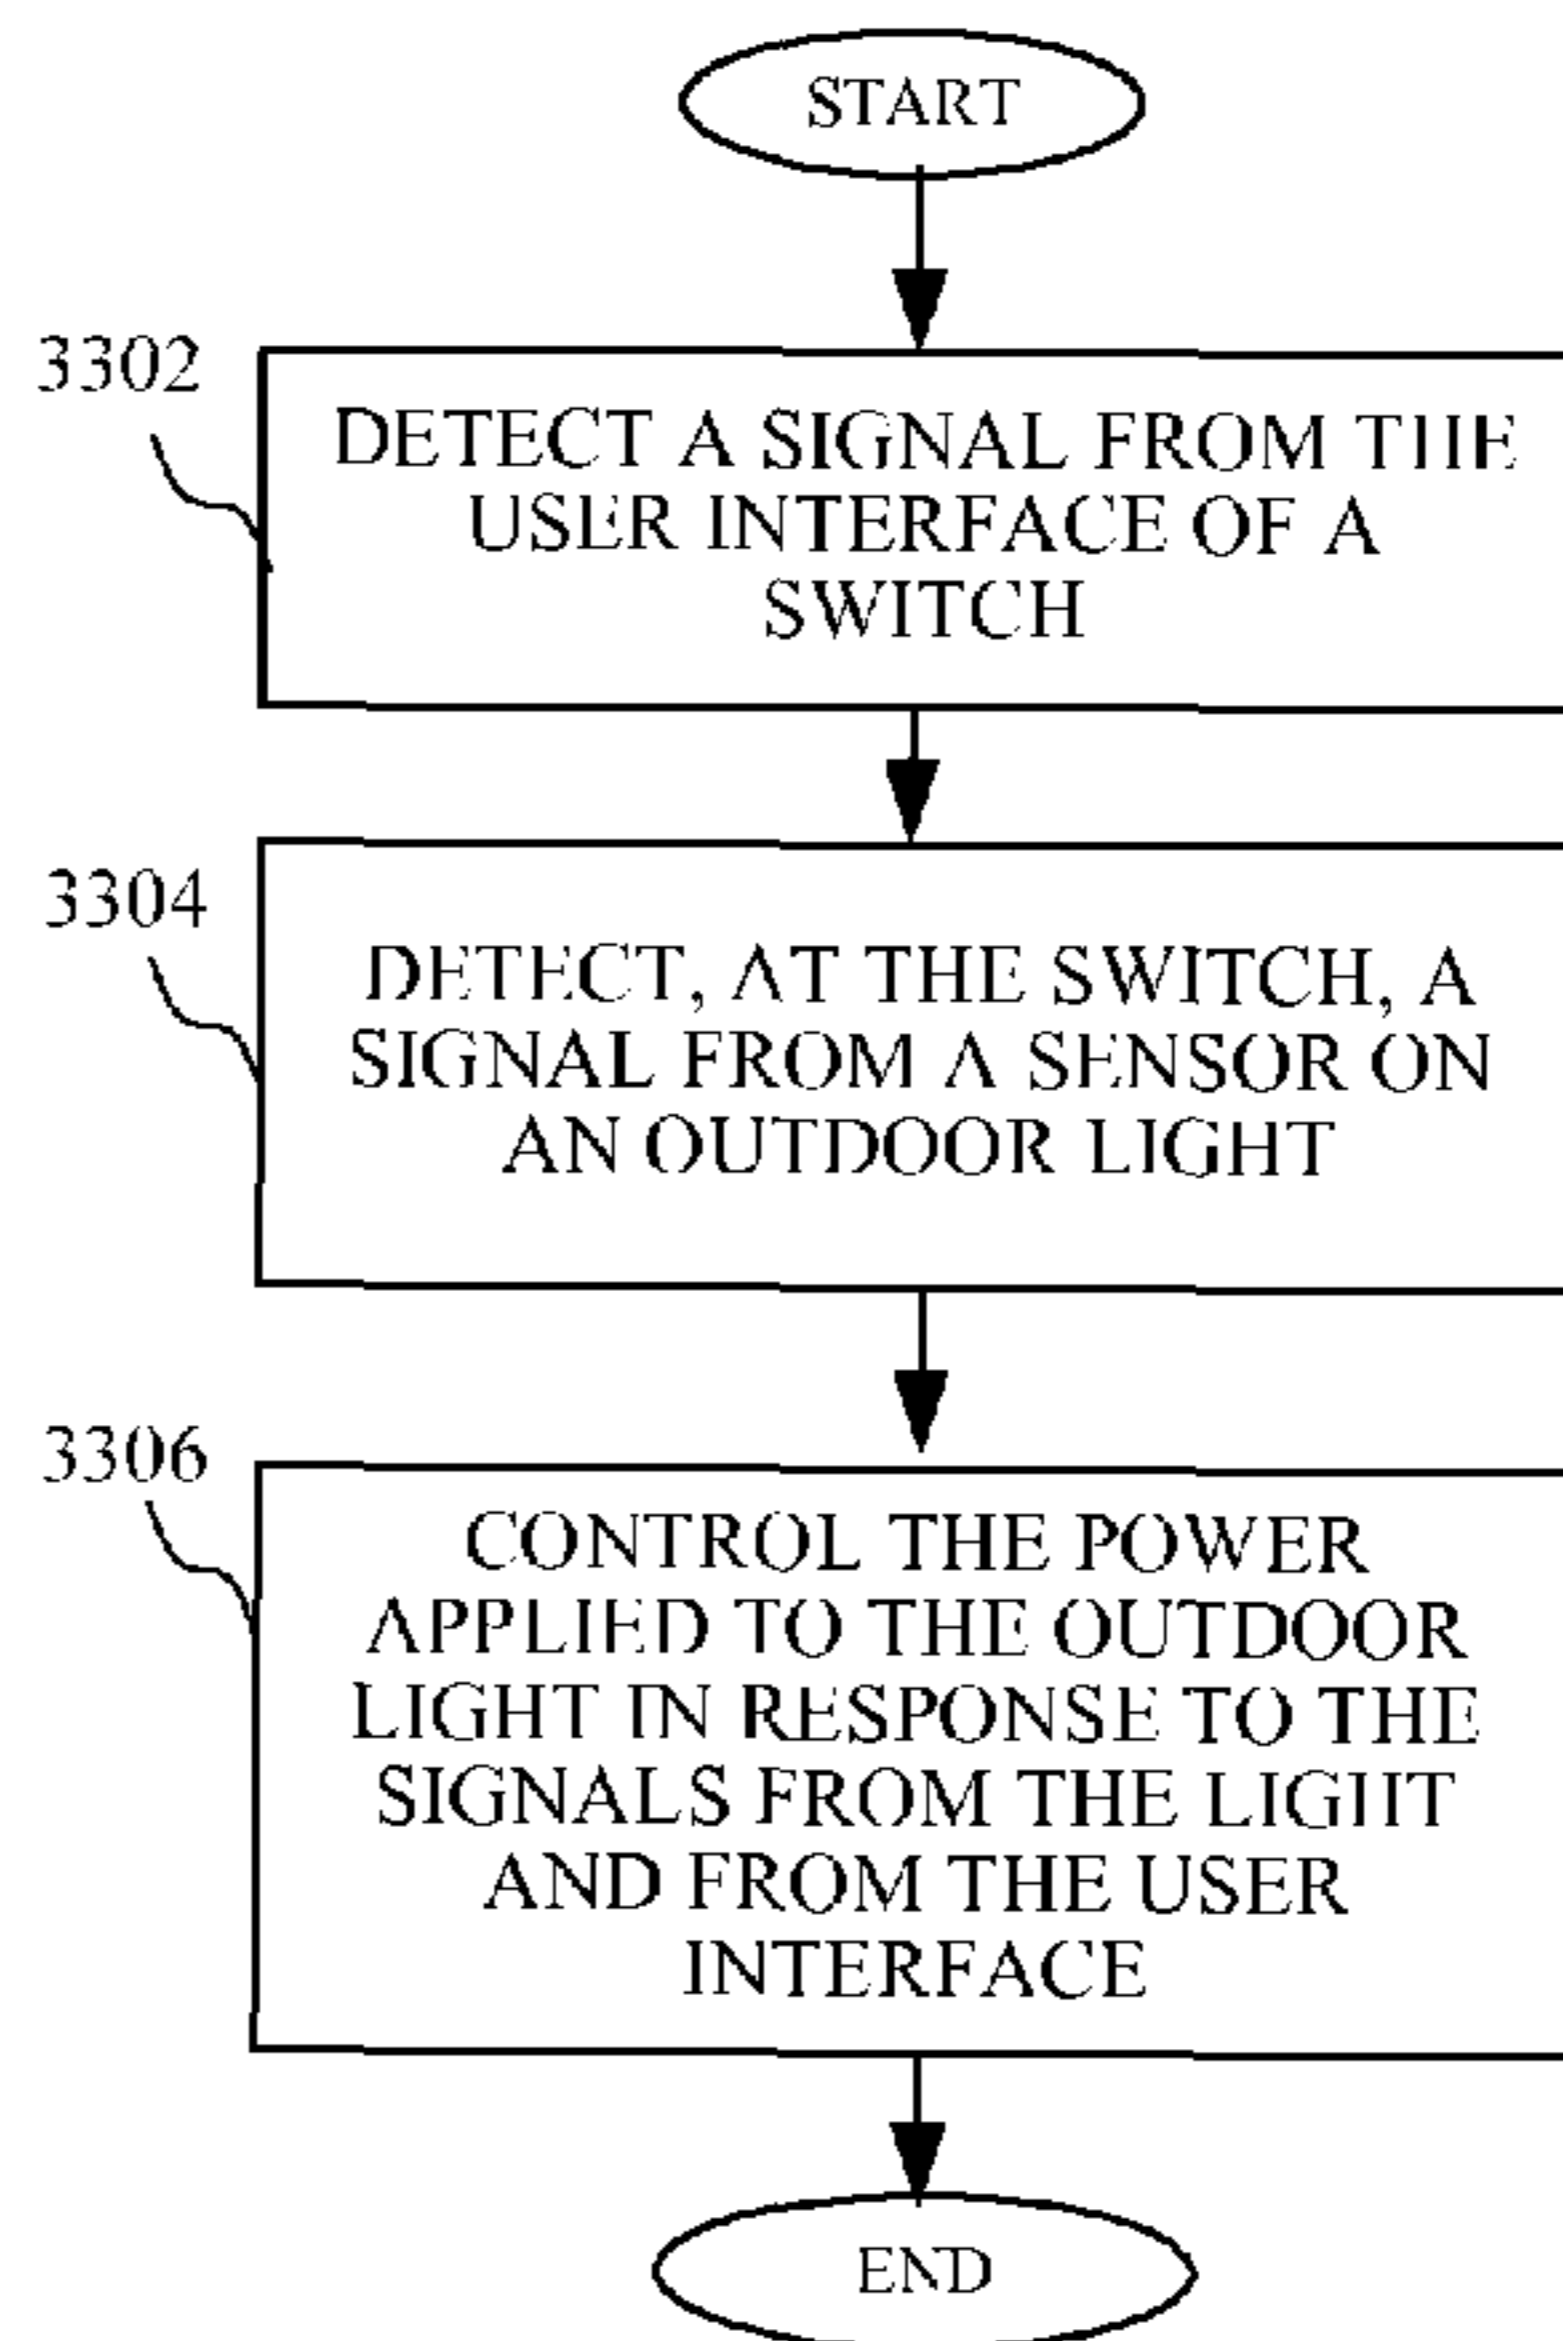 START
3302
DETECT A SIGNAL FROM THE
USER INTERFACE OF A
SWITCH
3304
DETECT, AT THE SWITCH, A
SIGNAL FROM A SENSOR ON
AN OUTDOOR LIGHT
3306
CONTROL THE POWER
APPLIED TO THE OUTDOOR
LIGHT IN RESPONSE TO THE
SIGNALS FROM THE LIGHT
AND FROM THE USER
INTERFACE
END